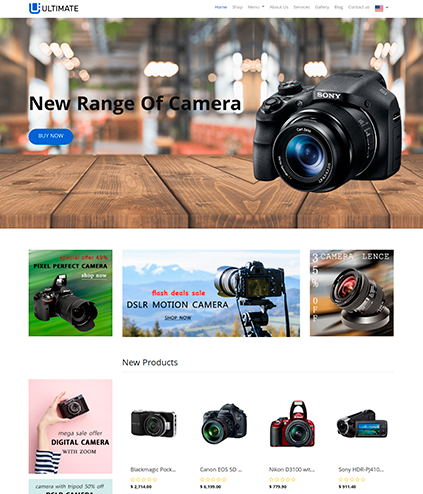 ULTIMATE
Home Shop Menu About Us Services Gallery Blog Contact us
SONY
New Range Of Camera
BUY NOW
special offer 45%
PIXEL PERFECT CAMERA
shop now
flash deals sale
DSLR MOTION CAMERA
SHOP NOW
CAMERA LENCE
35% OFF
New Products
mega sale offer
DIGITAL CAMERA
WITH ZOOM
camera with tripod 50% off
Blackmagic Pock... Canon EOS 5D ... Nikon D3100 wit... Sony HDR-PJ410...
$ 2,714.00 $ 6,199.00 $ 779.90 $ 911.40